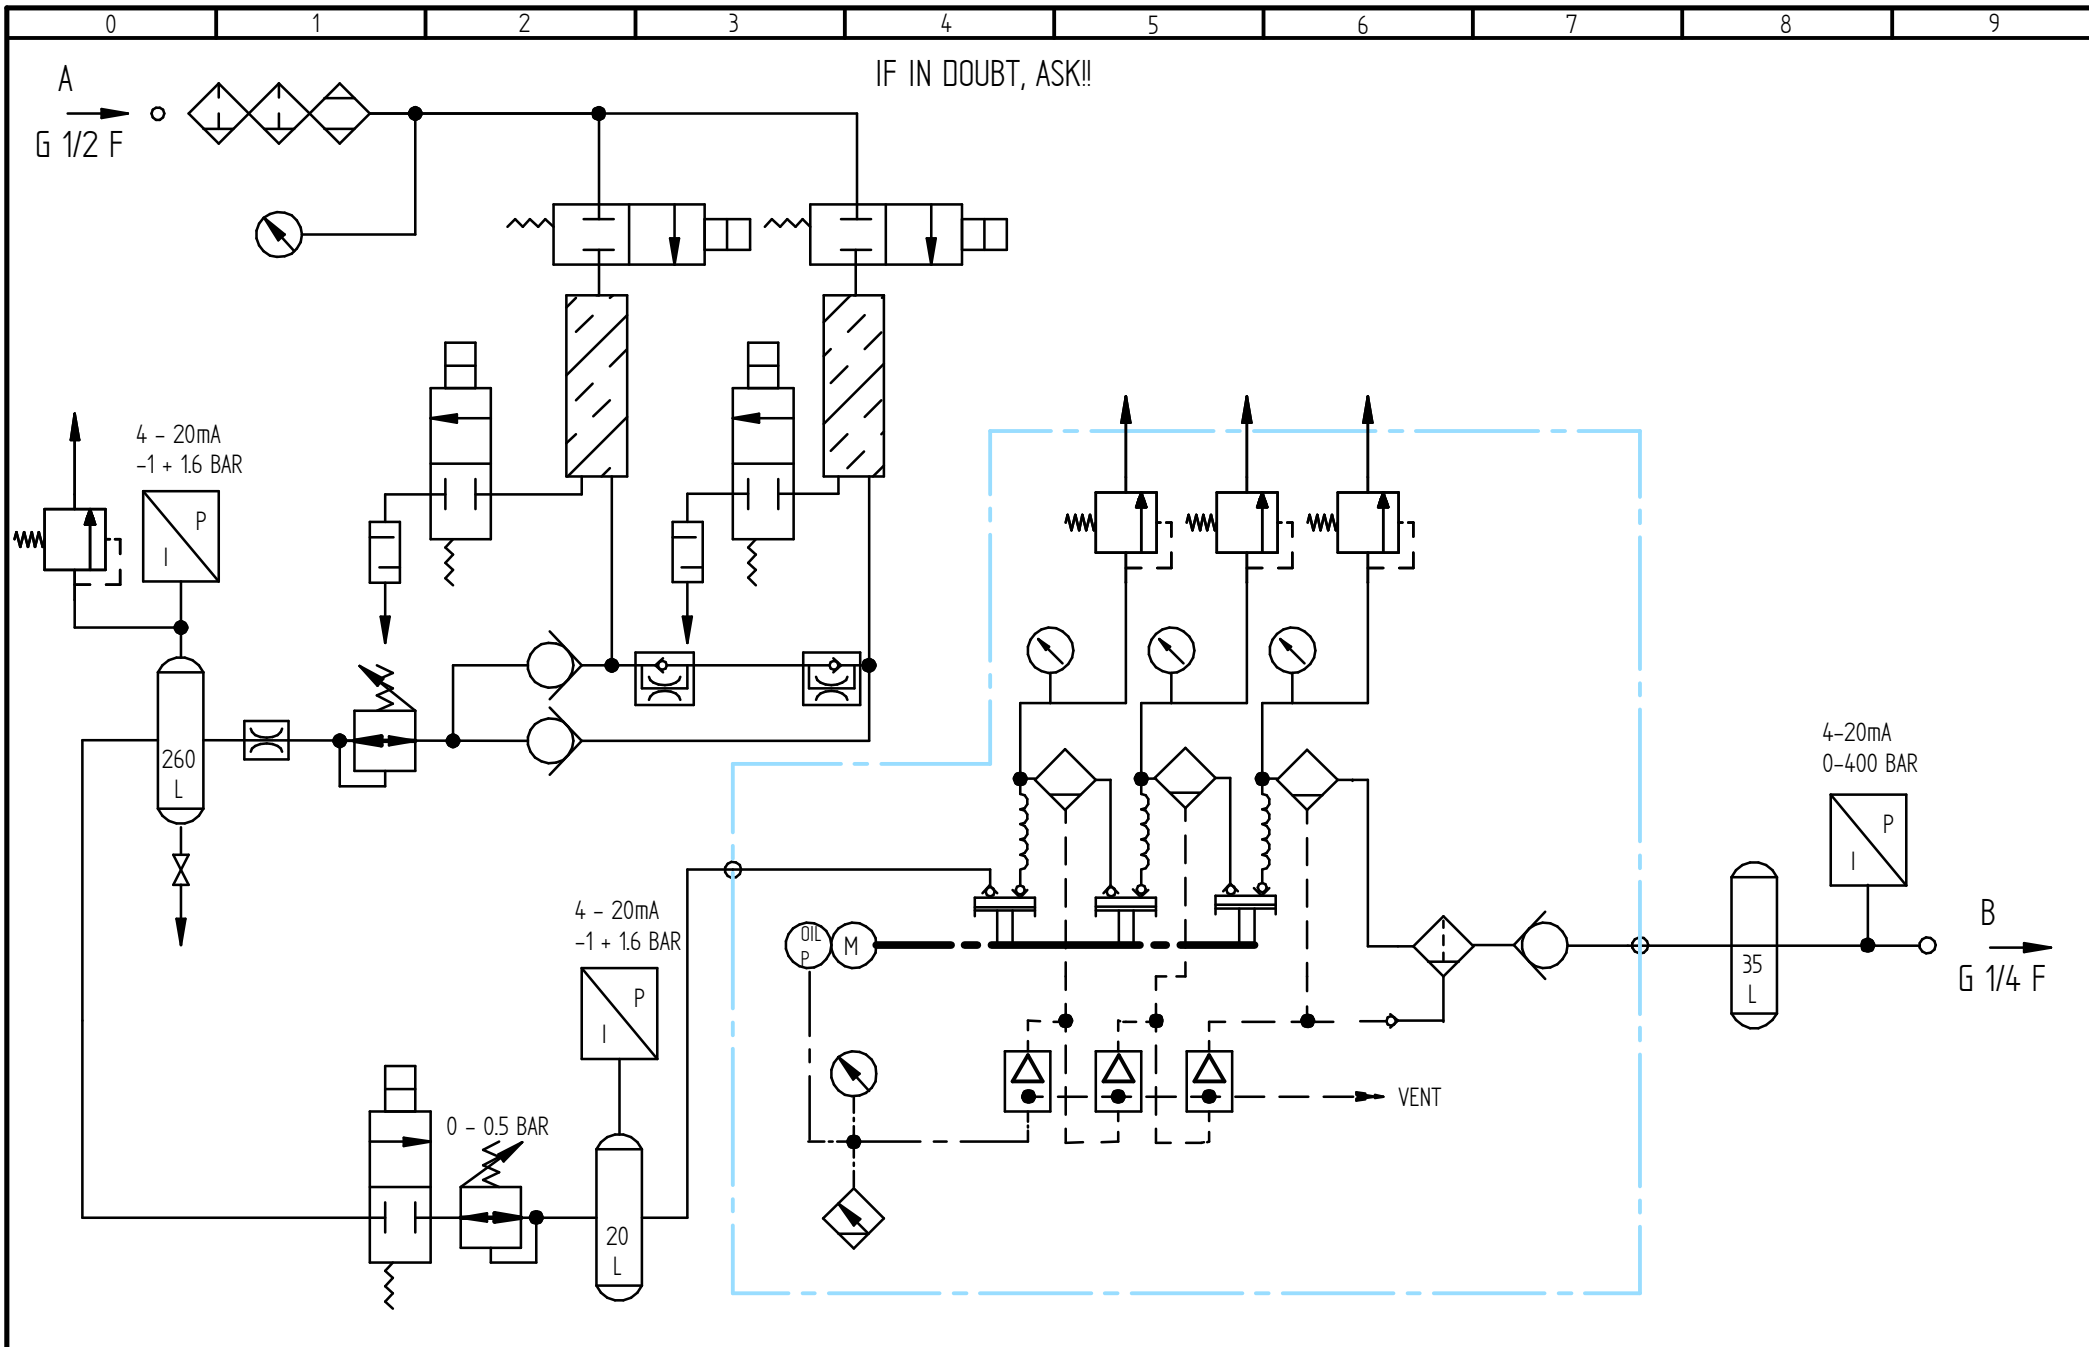 0 1 2 3 4 5 6 7 8 9
IF IN DOUBT, ASK!!
A
G 1/2 F
4 - 20mA
-1 + 1.6 BAR
P
I
260
L
4 - 20mA
-1 + 1.6 BAR
P
I
0 - 0.5 BAR
20
L
OIL
P
M
VENT
4-20mA
0-400 BAR
P
I
35
L
B
G 1/4 F